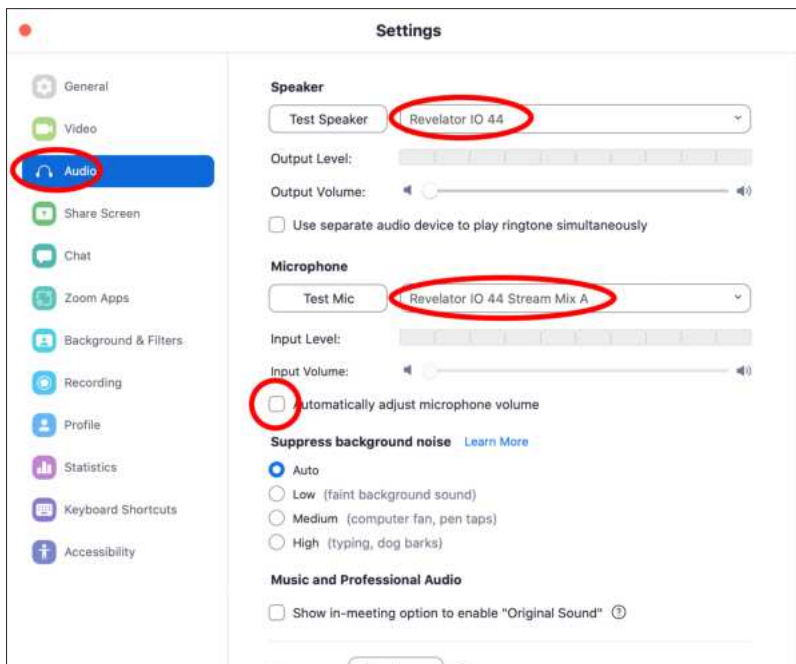 Settings
General
Video
Audio
Share Screen
Chat
Zoom Apps
Background & Filters
Recording
Profile
Statistics
Keyboard Shortcuts
Accessibility
Speaker
Test Speaker
Revelator IO 44
Output Level:
Output Volume:
Use separate audio device to play ringtone simultaneously
Microphone
Test Mic
Revelator IO 44 Stream Mix A
Input Level:
Input Volume:
Automatically adjust microphone volume
Suppress background noise Learn More
Auto
Low (faint background sound)
Medium (computer fan, pen taps)
High (typing, dog barks)
Music and Professional Audio
Show in-meeting option to enable "Original Sound" ?